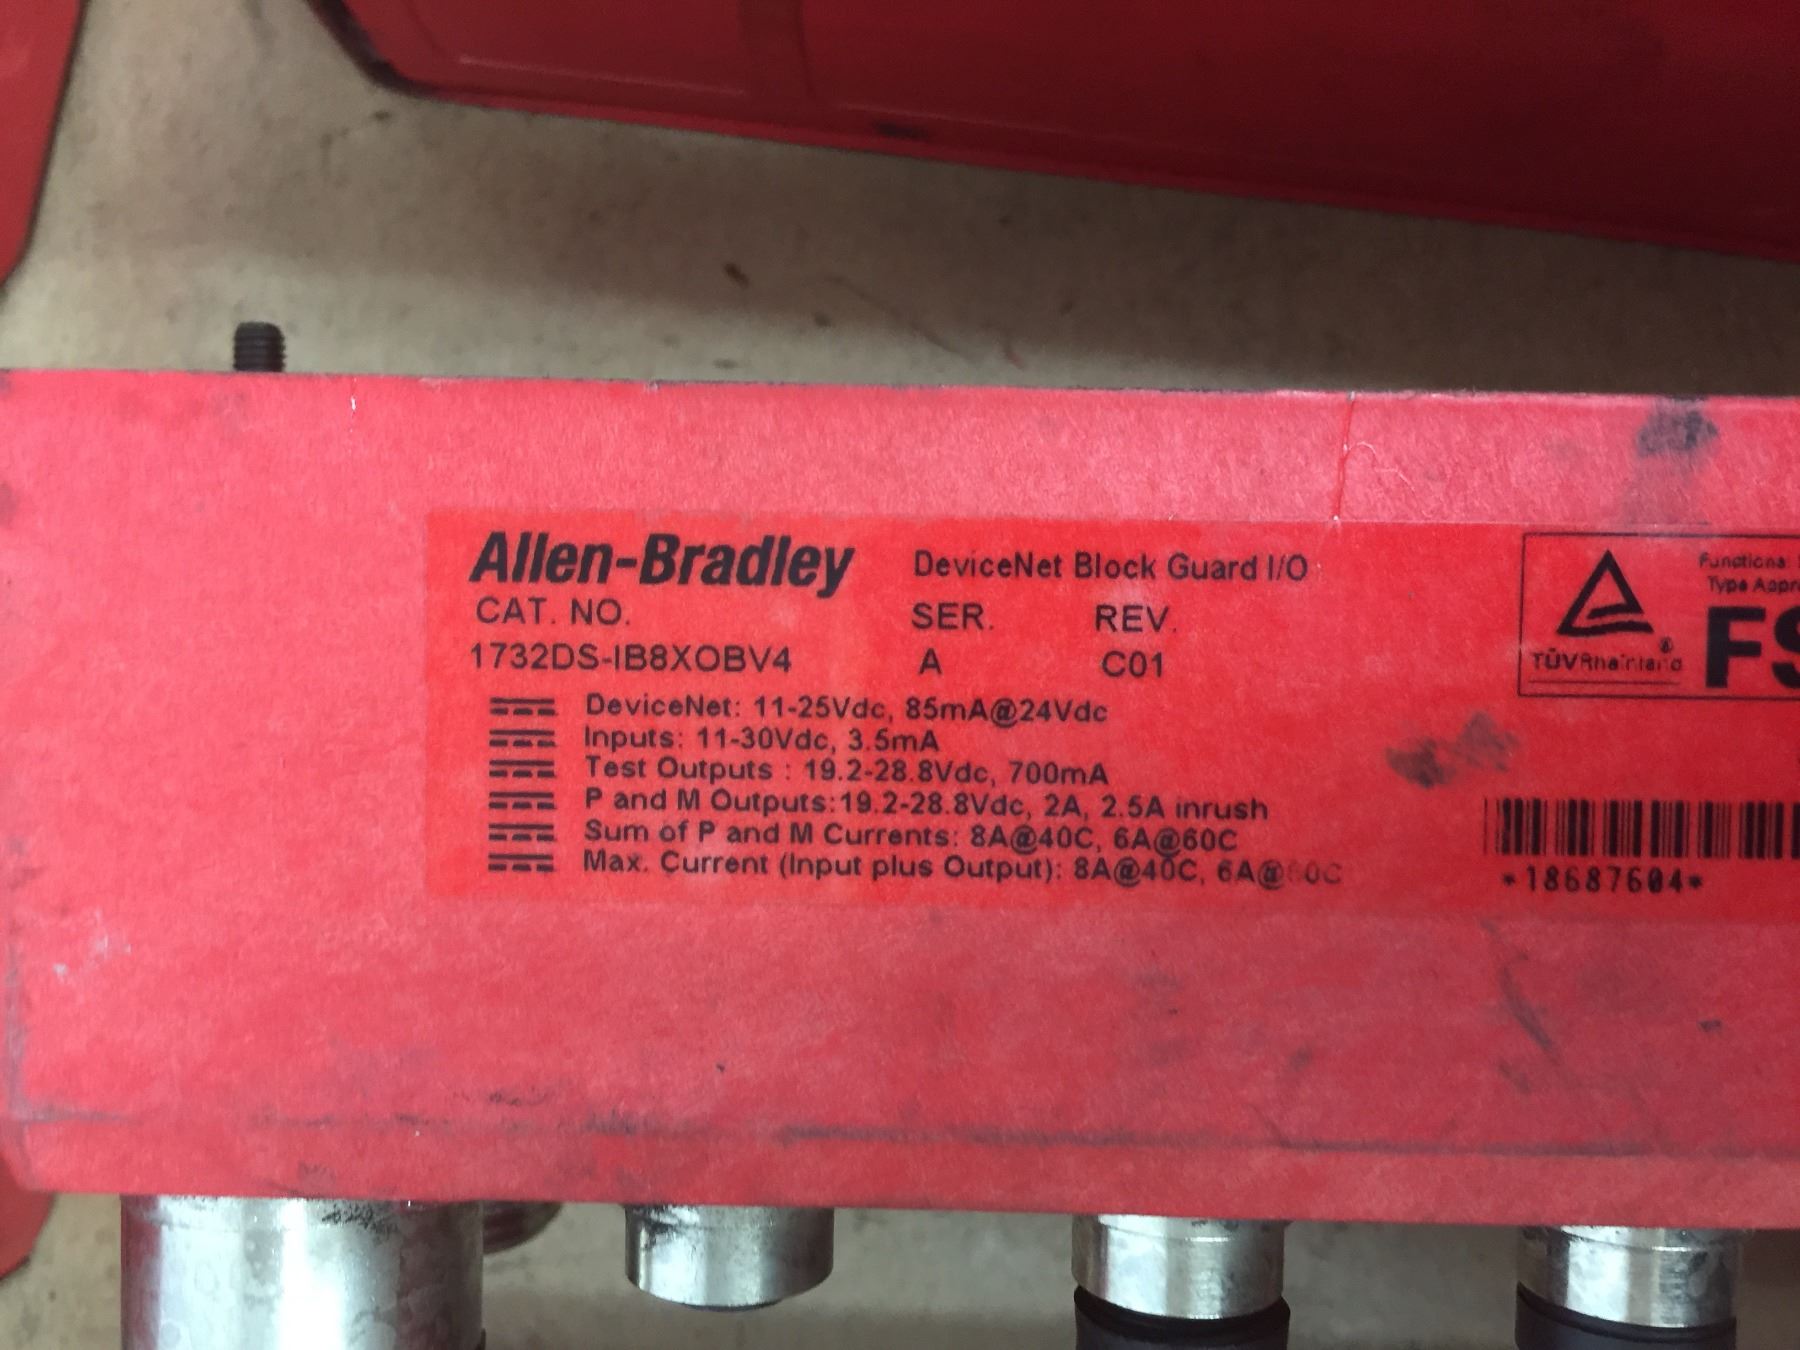 Allen-Bradley DeviceNet Block Guard I/O
CAT. NO. SER. REV.
1732DS-IB8XOBV4 A C01
DeviceNet: 11-25Vdc, 85mA@24Vdc
Inputs: 11-30Vdc, 3.5mA
Test Outputs : 19.2-28.8Vdc, 700mA
P and M Outputs:19.2-28.8Vdc, 2A, 2.5A inrush
Sum of P and M Currents: 8A@40C, 6A@60C
Max. Current (Input plus Output): 8A@40C,
Type
TÜVRheinland ®
*18687604*